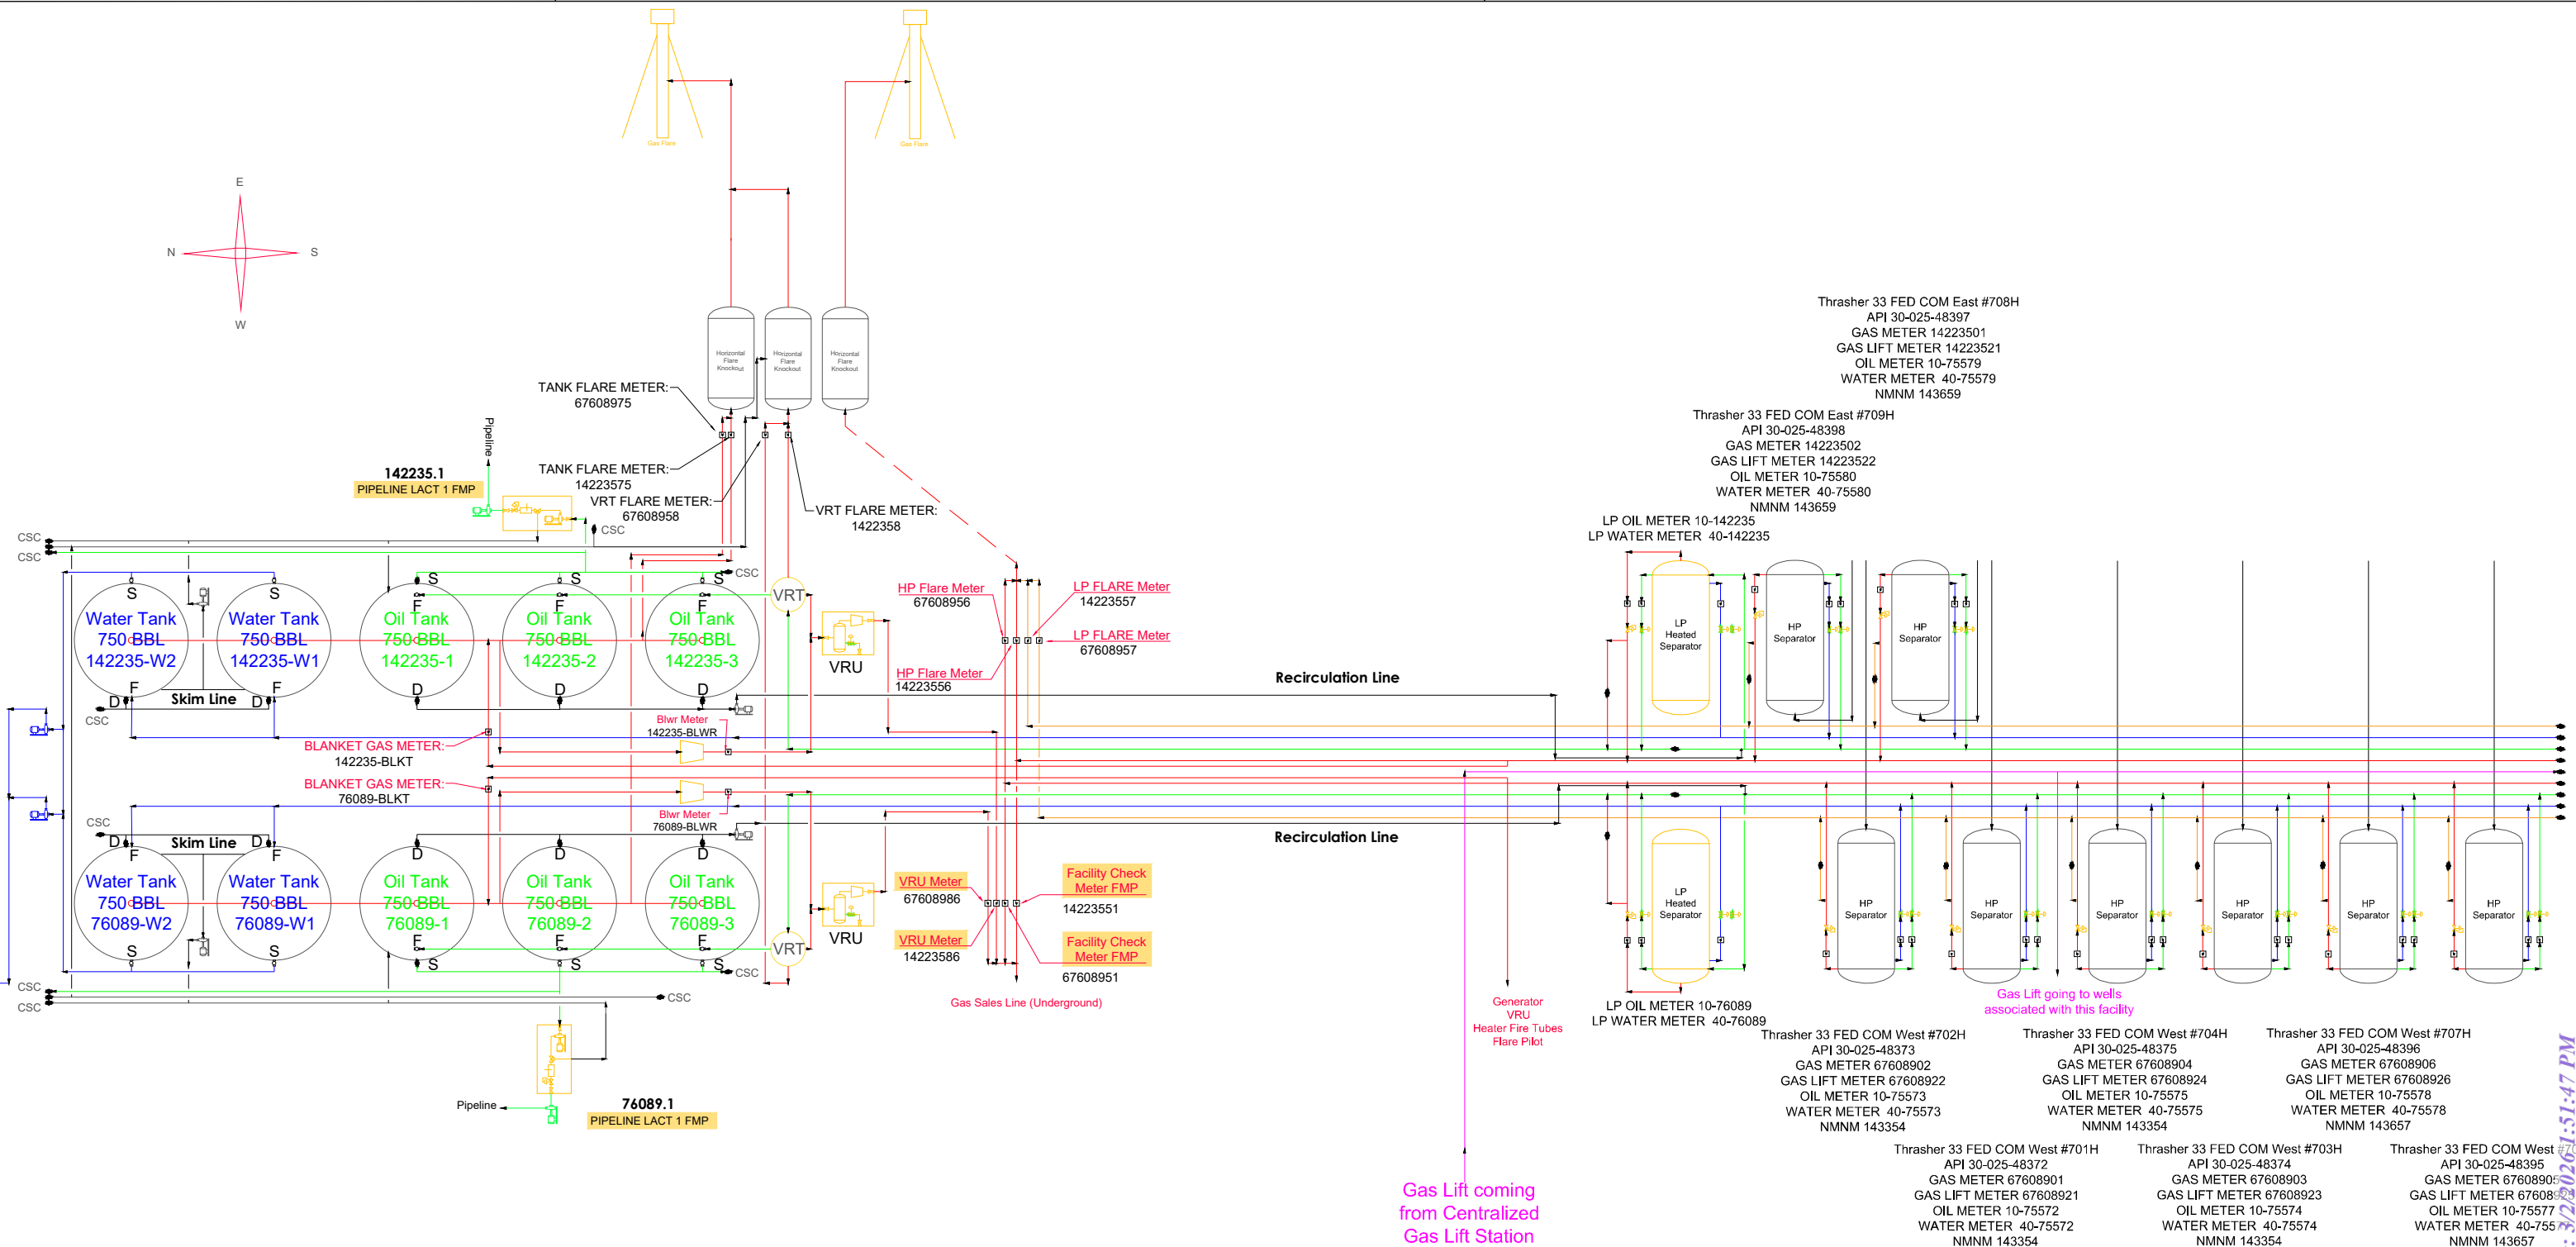 Gas Flare
Gas Flare
E
N
S
W
Horizontal
Flare
Knockout
Horizontal
Flare
Knockout
Horizontal
Flare
Knockout
TANK FLARE METER:
67608975
TANK FLARE METER:
14223575
VRT FLARE METER:
67608958
VRT FLARE METER:
1422358
Pipeline
142235.1
PIPELINE LACT 1 FMP
CSC
CSC
CSC
CSC
S
S
S
S
S
F
F
F
Water Tank
750 BBL
142235-W2
Water Tank
750 BBL
142235-W1
Oil Tank
750 BBL
142235-1
Oil Tank
750 BBL
142235-2
Oil Tank
750 BBL
142235-3
F
F
D
D
D
D
D
Skim Line
CSC
VRT
VRU
HP Flare Meter
67608956
LP FLARE Meter
14223557
LP FLARE Meter
67608957
HP Flare Meter
14223556
Recirculation Line
Blwr Meter
142235-BLWR
BLANKET GAS METER:
142235-BLKT
BLANKET GAS METER:
76089-BLKT
Blwr Meter
76089-BLWR
Recirculation Line
CSC
Skim Line
D
D
F
F
D
D
D
Water Tank
750 BBL
76089-W2
Water Tank
750 BBL
76089-W1
Oil Tank
750 BBL
76089-1
Oil Tank
750 BBL
76089-2
Oil Tank
750 BBL
76089-3
F
F
F
S
S
S
S
S
CSC
CSC
CSC
CSC
VRT
VRU
VRU Meter
67608986
VRU Meter
14223586
Facility Check
Meter FMP
14223551
Facility Check
Meter FMP
67608951
Gas Sales Line (Underground)
Pipeline
76089.1
PIPELINE LACT 1 FMP
Thrasher 33 FED COM East #708H
API 30-025-48397
GAS METER 14223501
GAS LIFT METER 14223521
OIL METER 10-75579
WATER METER 40-75579
NMNM 143659
Thrasher 33 FED COM East #709H
API 30-025-48398
GAS METER 14223502
GAS LIFT METER 14223522
OIL METER 10-75580
WATER METER 40-75580
NMNM 143659
LP OIL METER 10-142235
LP WATER METER 40-142235
LP
Heated
Separator
HP
Separator
HP
Separator
LP
Heated
Separator
HP
Separator
HP
Separator
HP
Separator
HP
Separator
HP
Separator
HP
Separator
LP OIL METER 10-76089
LP WATER METER 40-76089
Generator
VRU
Heater Fire Tubes
Flare Pilot
Gas Lift going to wells
associated with this facility
Thrasher 33 FED COM West #702H
API 30-025-48373
GAS METER 67608902
GAS LIFT METER 67608922
OIL METER 10-75573
WATER METER 40-75573
NMNM 143354
Thrasher 33 FED COM West #704H
API 30-025-48375
GAS METER 67608904
GAS LIFT METER 67608924
OIL METER 10-75575
WATER METER 40-75575
NMNM 143354
Thrasher 33 FED COM West #707H
API 30-025-48396
GAS METER 67608906
GAS LIFT METER 67608926
OIL METER 10-75578
WATER METER 40-75578
NMNM 143657
Thrasher 33 FED COM West #701H
API 30-025-48372
GAS METER 67608901
GAS LIFT METER 67608921
OIL METER 10-75572
WATER METER 40-75572
NMNM 143354
Thrasher 33 FED COM West #703H
API 30-025-48374
GAS METER 67608903
GAS LIFT METER 67608923
OIL METER 10-75574
WATER METER 40-75574
NMNM 143354
Thrasher 33 FED COM West
API 30-025-48395
GAS METER 67608905
GAS LIFT METER
OIL METER 10-75577
WATER METER
NMNM 143657
Gas Lift coming
from Centralized
Gas Lift Station
: 3/2/2026 1:51:47 PM